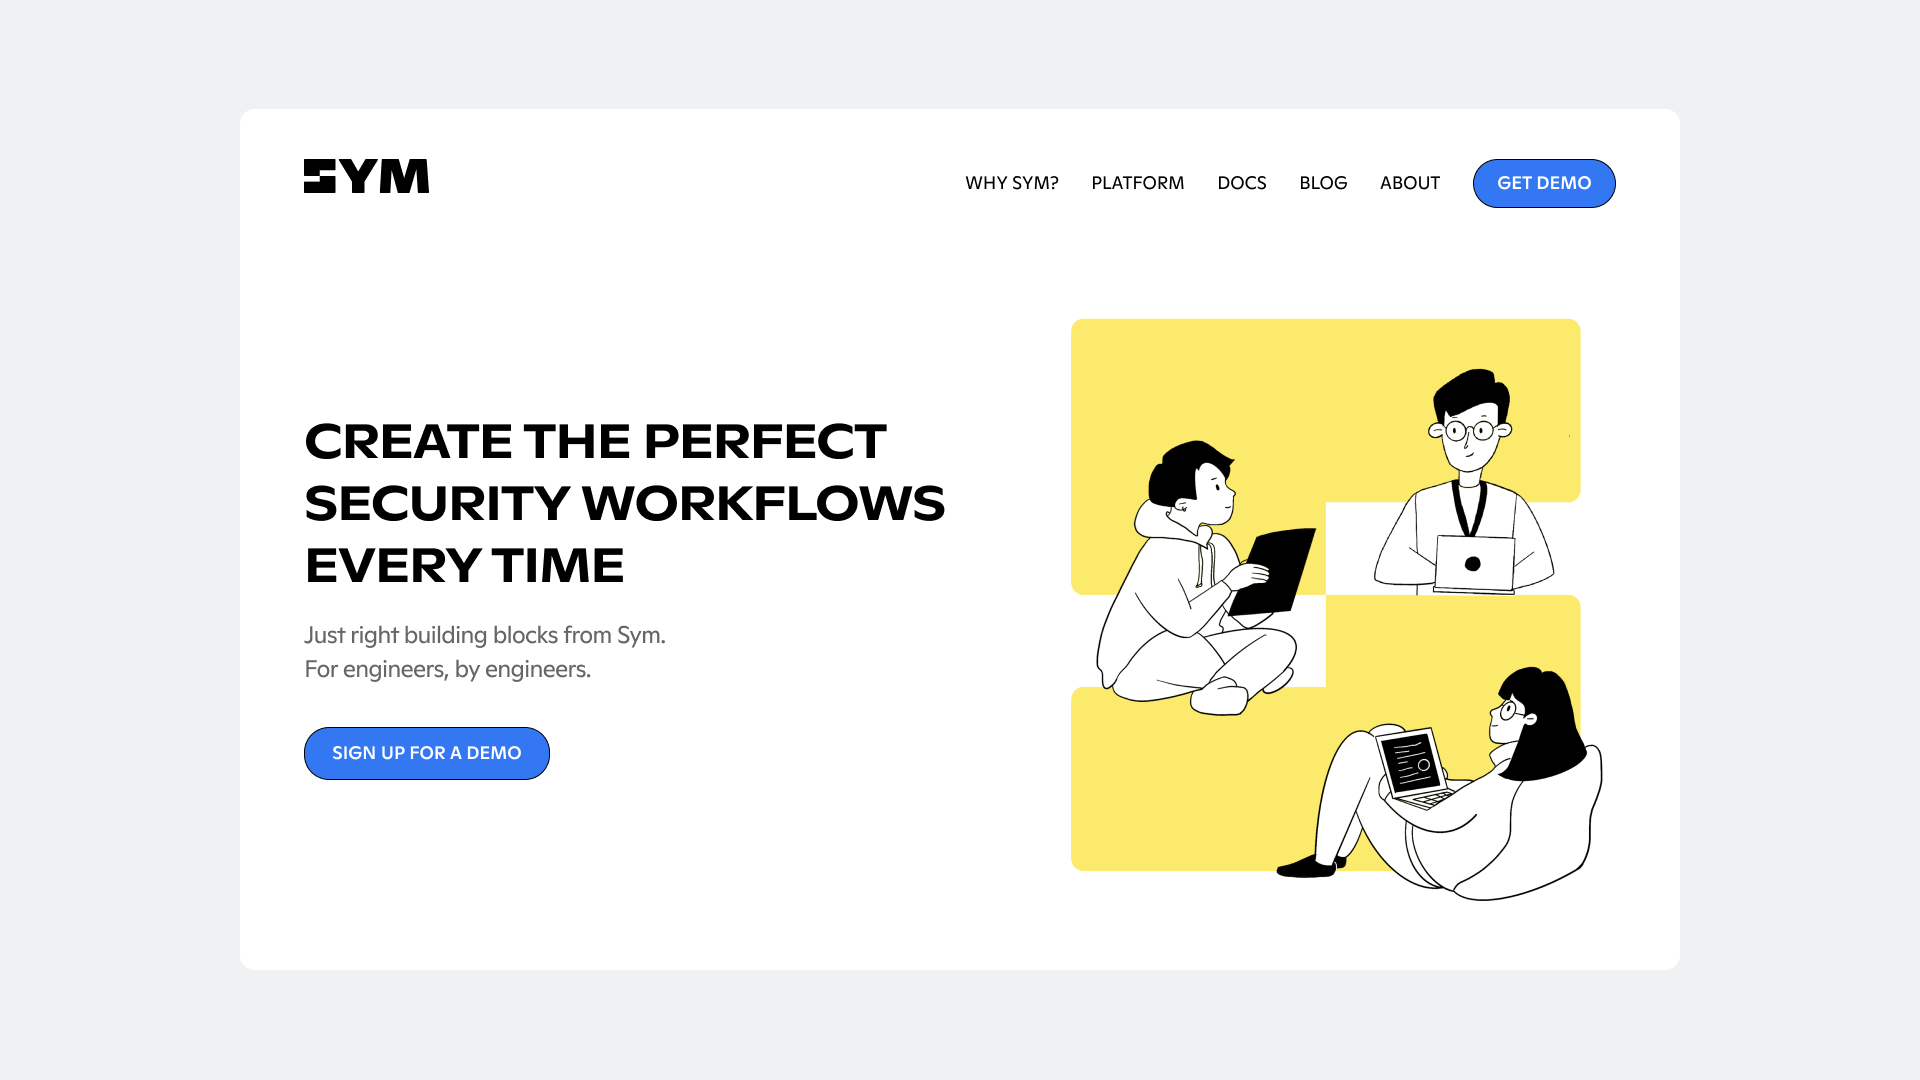 SYM
WHY SYM? PLATFORM DOCS BLOG ABOUT GET DEMO
CREATE THE PERFECT
SECURITY WORKFLOWS
EVERY TIME
Just right building blocks from Sym.
For engineers, by engineers.
SIGN UP FOR A DEMO